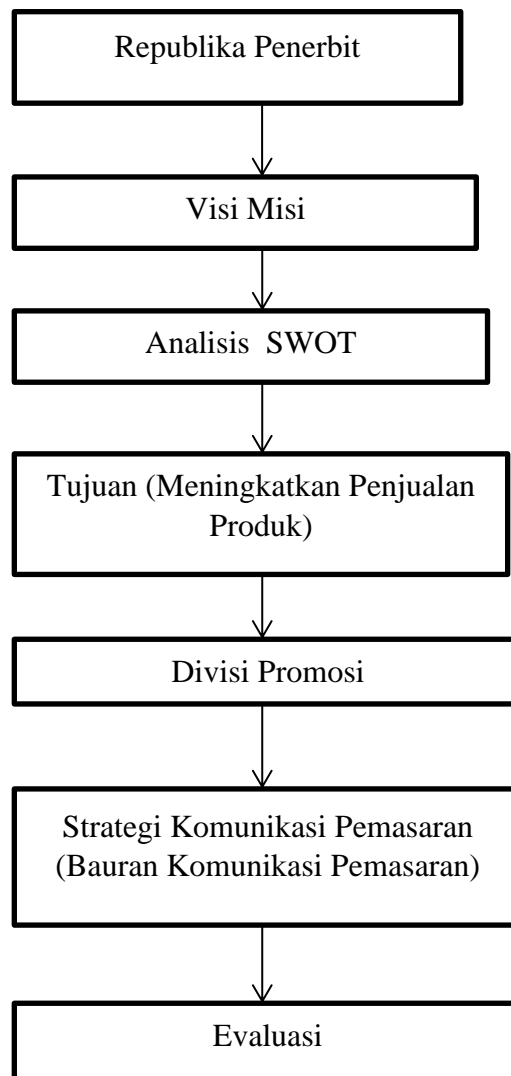 Republika Penerbit
Visi Misi
Analisis SWOT
Tujuan (Meningkatkan Penjualan
Produk)
Divisi Promosi
Strategi Komunikasi Pemasaran
(Bauran Komunikasi Pemasaran)
Evaluasi